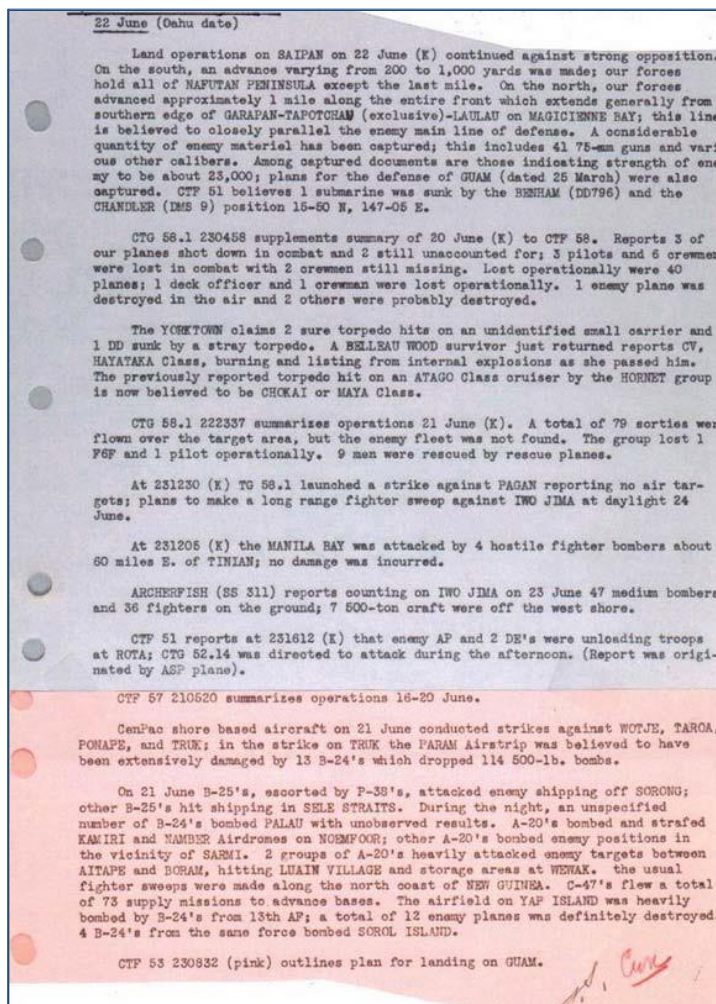 22 June (Oahu date)
Land operations on SAIPAN on 22 June (K) continued against strong opposition.
On the south, an advance varying from 200 to 1,000 yards was made; our forces
hold all of NAFUTAN PENINSULA except the last mile. On the north, our forces
advanced approximately 1 mile along the entire front which extends generally from
southern edge of GARAPAN-TAPOTCHAU (exclusive)-LAULAU on MAGICIENNE BAY; this line
is believed to closely parallel the enemy main line of defense. A considerable
quantity of enemy materiel has been captured; this includes 41 75-mm guns and vari
ous other calibers. Among captured documents are those indicating strength of ene
my to be about 23,000; plans for the defense of GUAM (dated 25 March) were also
captured. CTF 51 believes 1 submarine was sunk by the BENHAM (DD796) and the
CHANDLER (DMS 9) position 15-50 N, 147-05 E.
CTG 58.1 230458 supplements summary of 20 June (K) to CTF 58. Reports 3 of
our planes shot down in combat and 2 still unaccounted for; 3 pilots and 6 crewmen
were lost in combat with 2 crewmen still missing. Lost operationally were 40
planes; 1 deck officer and 1 crewman were lost operationally. 1 enemy plane was
destroyed in the air and 2 others were probably destroyed.
The YORKTOWN claims 2 sure torpedo hits on an unidentified small carrier and
1 DD sunk by a stray torpedo. A BELLEAU WOOD survivor just returned reports CV,
HAYATAKA Class, burning and listing from internal explosions as she passed him.
The previously reported torpedo hit on an ATAGO Class cruiser by the HORNET group
is now believed to be CHOKAI or MAYA Class.
CTG 58.1 222337 summarizes operations 21 June (K). A total of 79 sorties wer
flown over the target area, but the enemy fleet was not found. The group lost 1
F6F and 1 pilot operationally. 9 men were rescued by rescue planes.
At 231230 (K) TG 58.1 launched a strike against PAGAN reporting no air tar-
gets; plans to make a long range fighter sweep against IWO JIMA at daylight 24
June.
At 231205 (K) the MANILA BAY was attacked by 4 hostile fighter bombers about
60 miles E. of TINIAN; no damage was incurred.
ARCHERFISH (SS 311) reports counting on IWO JIMA on 23 June 47 medium bombers
and 36 fighters on the ground; 7 500-ton craft were off the west shore.
CTF 51 reports at 231612 (K) that enemy AP and 2 DE's were unloading troops
at ROTA; CTG 52.14 was directed to attack during the afternoon. (Report was origi-
nated by ASP plane).
CTF 57 210520 summarizes operations 16-20 June.
CenPac shore based aircraft on 21 June conducted strikes against WOTJE, TAROA,
PONAPE, and TRUK; in the strike on TRUK the PARAM Airstrip was believed to have
been extensively damaged by 13 B-24's which dropped 114 500-lb. bombs.
On 21 June B-25's, escorted by P-38's, attacked enemy shipping off SORONG;
other B-25's hit shipping in SELE STRAITS. During the night, an unspecified
number of B-24's bombed PALAU with unobserved results. A-20's bombed and strafed
KAMIRI and NAMBER Airdromes on NOEMFOOR; other A-20's bombed enemy positions in
the vicinity of SARMI. 2 groups of A-20's heavily attacked enemy targets between
AITAPE and BORAM, hitting LUAIN VILLAGE and storage areas at WEWAK. the usual
fighter sweeps were made along the north coast of NEW GUINEA. C-47's flew a total
of 73 supply missions to advance bases. The airfield on YAP ISLAND was heavily
bombed by B-24's from 13th AF; a total of 12 enemy planes was definitely destroyed
4 B-24's from the same force bombed SOROL ISLAND.
CTF 53 230832 (pink) outlines plan for landing on GUAM.